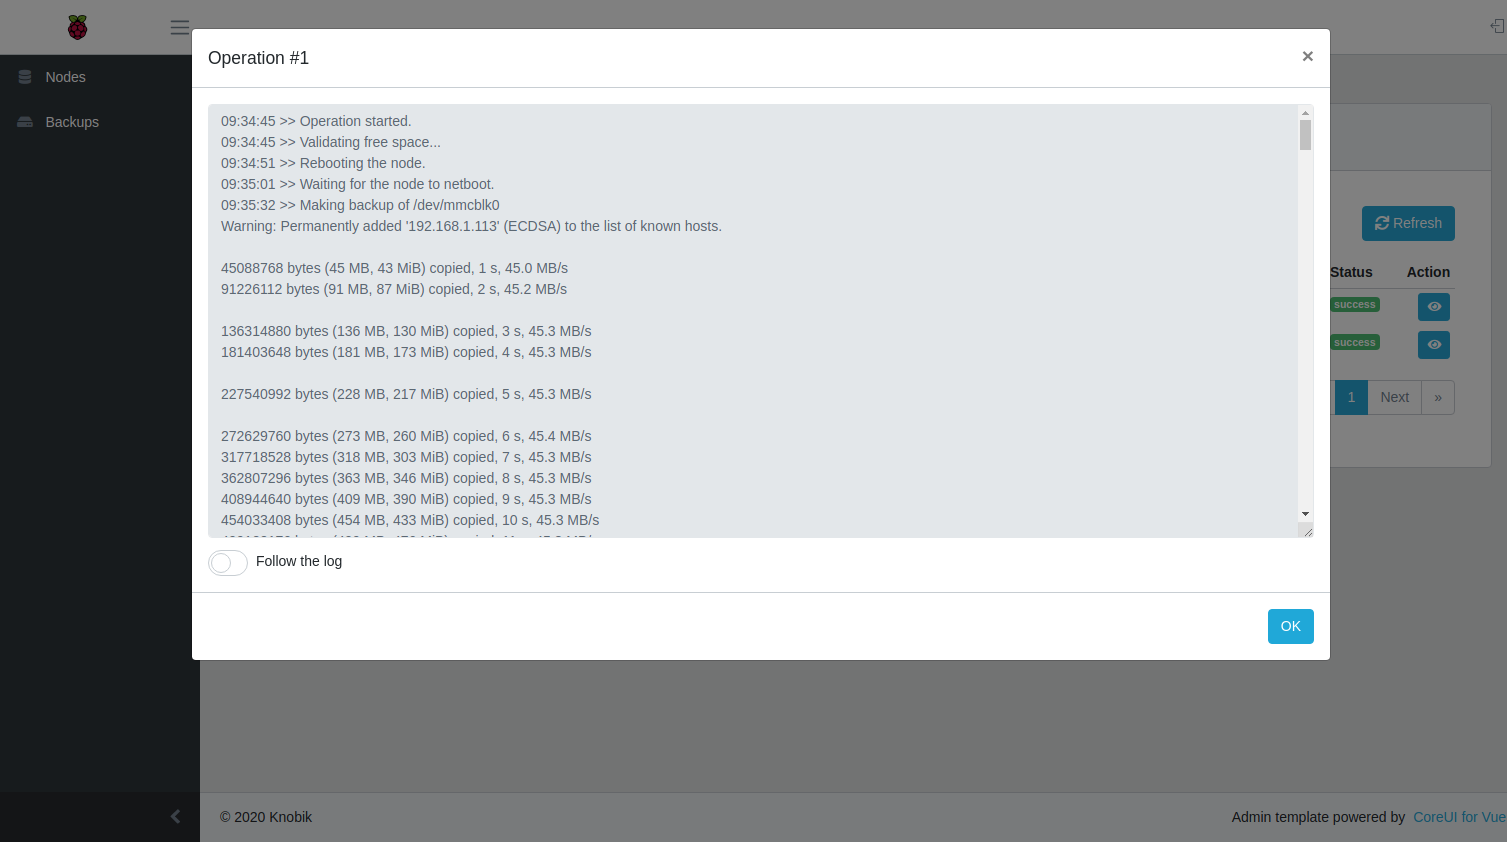 Operation #1
×
Nodes
Backups
09:34:45 >> Operation started.
09:34:45 >> Validating free space...
09:34:51 >> Rebooting the node.
09:35:01 >> Waiting for the node to netboot.
09:35:32 >> Making backup of /dev/mmcblk0
Warning: Permanently added '192.168.1.113' (ECDSA) to the list of known hosts.
45088768 bytes (45 MB, 43 MiB) copied, 1 s, 45.0 MB/s
91226112 bytes (91 MB, 87 MiB) copied, 2 s, 45.2 MB/s
136314880 bytes (136 MB, 130 MiB) copied, 3 s, 45.3 MB/s
181403648 bytes (181 MB, 173 MiB) copied, 4 s, 45.3 MB/s
227540992 bytes (228 MB, 217 MiB) copied, 5 s, 45.3 MB/s
272629760 bytes (273 MB, 260 MiB) copied, 6 s, 45.4 MB/s
317718528 bytes (318 MB, 303 MiB) copied, 7 s, 45.3 MB/s
362807296 bytes (363 MB, 346 MiB) copied, 8 s, 45.3 MB/s
408944640 bytes (409 MB, 390 MiB) copied, 9 s, 45.3 MB/s
454033408 bytes (454 MB, 433 MiB) copied, 10 s, 45.3 MB/s
Follow the log
OK
Refresh
Status Action
success
success
1 Next »
© 2020 Knobik
Admin template powered by CoreUI for Vue